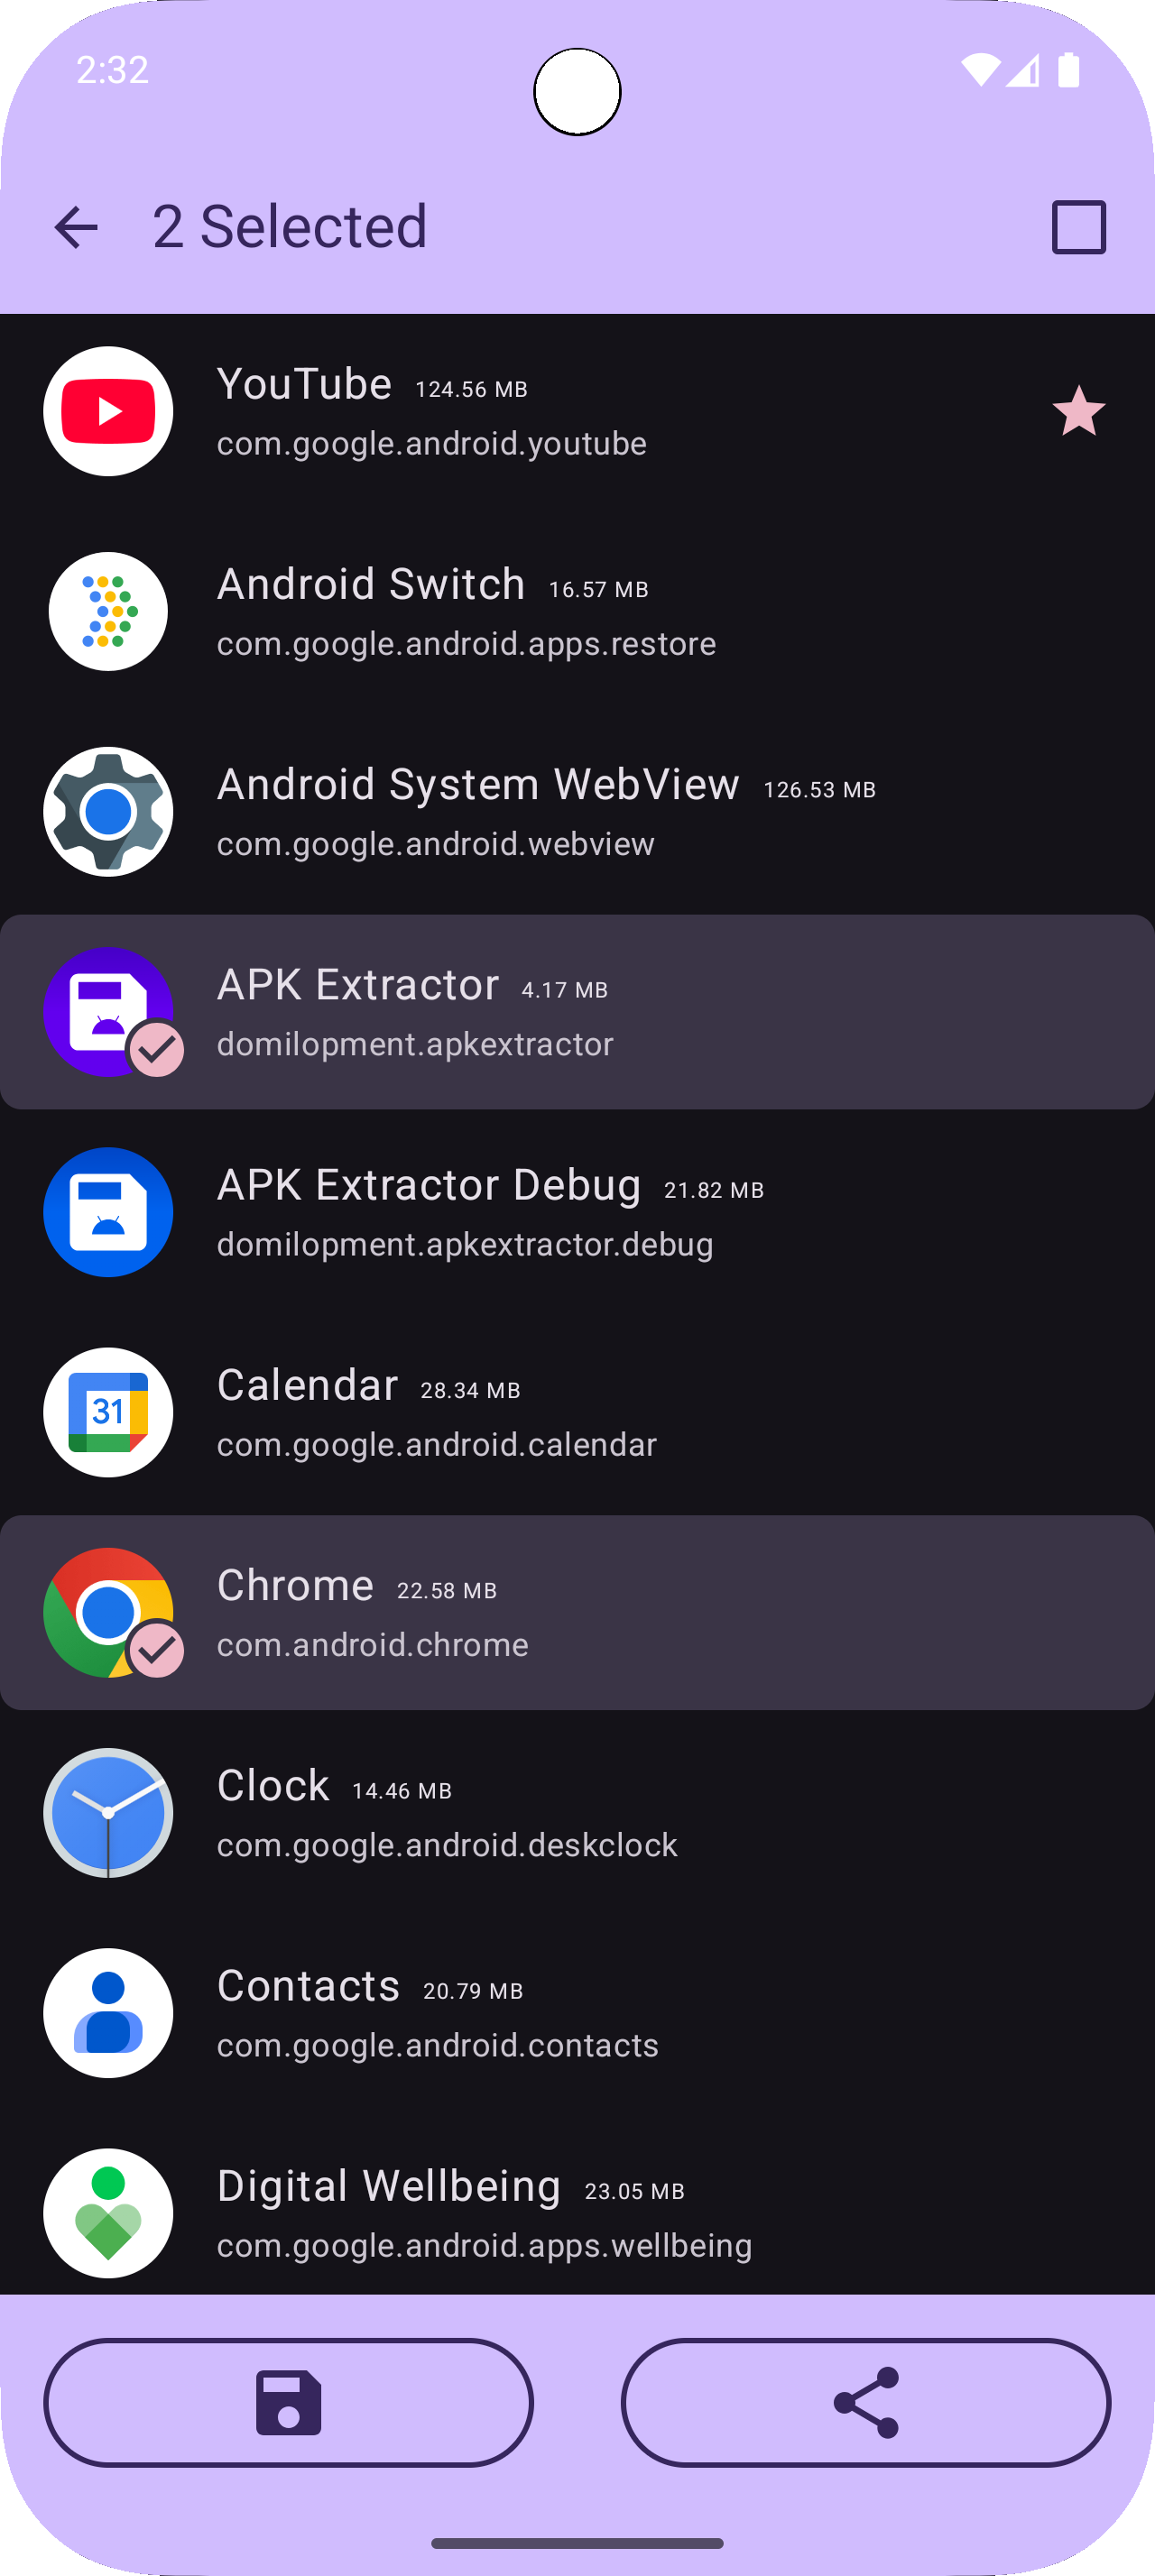 2:32
2 Selected
YouTube 124.56 MB
com.google.android.youtube
Android Switch 16.57 MB
com.google.android.apps.restore
Android System WebView 126.53 MB
com.google.android.webview
APK Extractor 4.17 MB
domilopment.apkextractor
APK Extractor Debug 21.82 MB
domilopment.apkextractor.debug
31
Calendar 28.34 MB
com.google.android.calendar
Chrome 22.58 MB
com.android.chrome
Clock 14.46 MB
com.google.android.deskclock
Contacts 20.79 MB
com.google.android.contacts
Digital Wellbeing 23.05 MB
com.google.android.apps.wellbeing